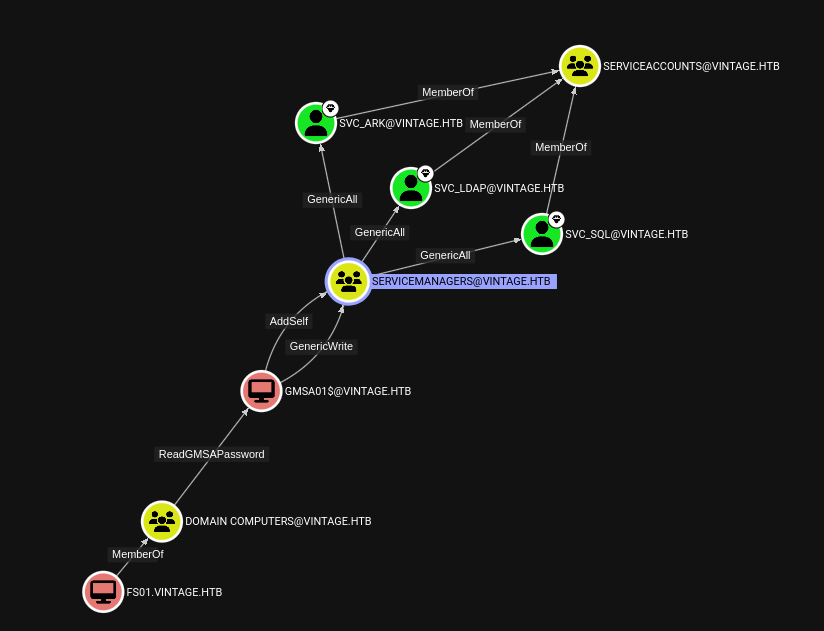 SERVICEACCOUNTS@VINTAGE.HTB
MemberOf
SVC_ARK@VINTAGE.HTB
MemberOf
MemberOf
SVC_LDAP@VINTAGE.HTB
GenericAll
GenericAll
SVC_SQL@VINTAGE.HTB
GenericAll
SERVICEMANAGERS@VINTAGE.HTB
AddSelf
GenericWrite
GMSA01$@VINTAGE.HTB
ReadGMSAPassword
DOMAIN COMPUTERS@VINTAGE.HTB
MemberOf
FS01.VINTAGE.HTB